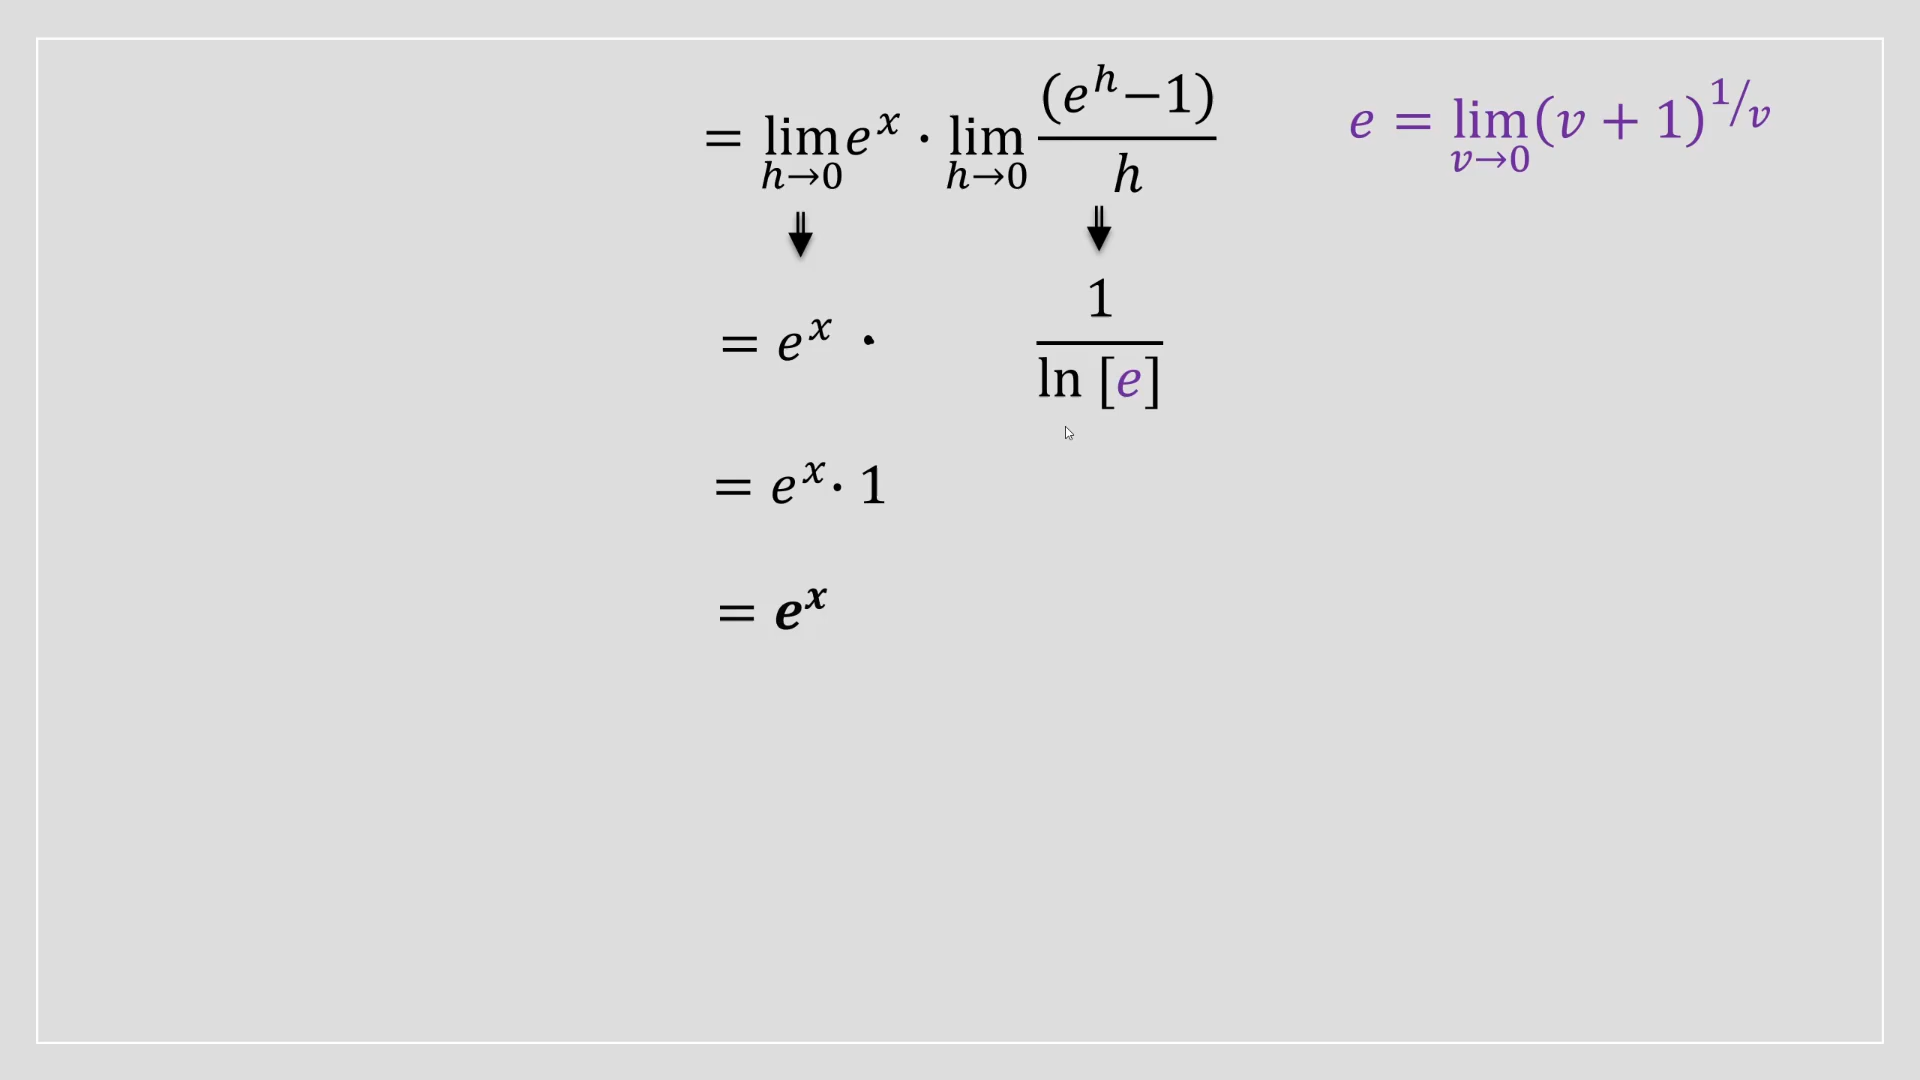 = lim h→0 e^x · lim h→0 (e^h−1)/h
e = lim v→0 (v + 1)^1/v
= e^x · 1/ln [e]
= e^x · 1
= e^x